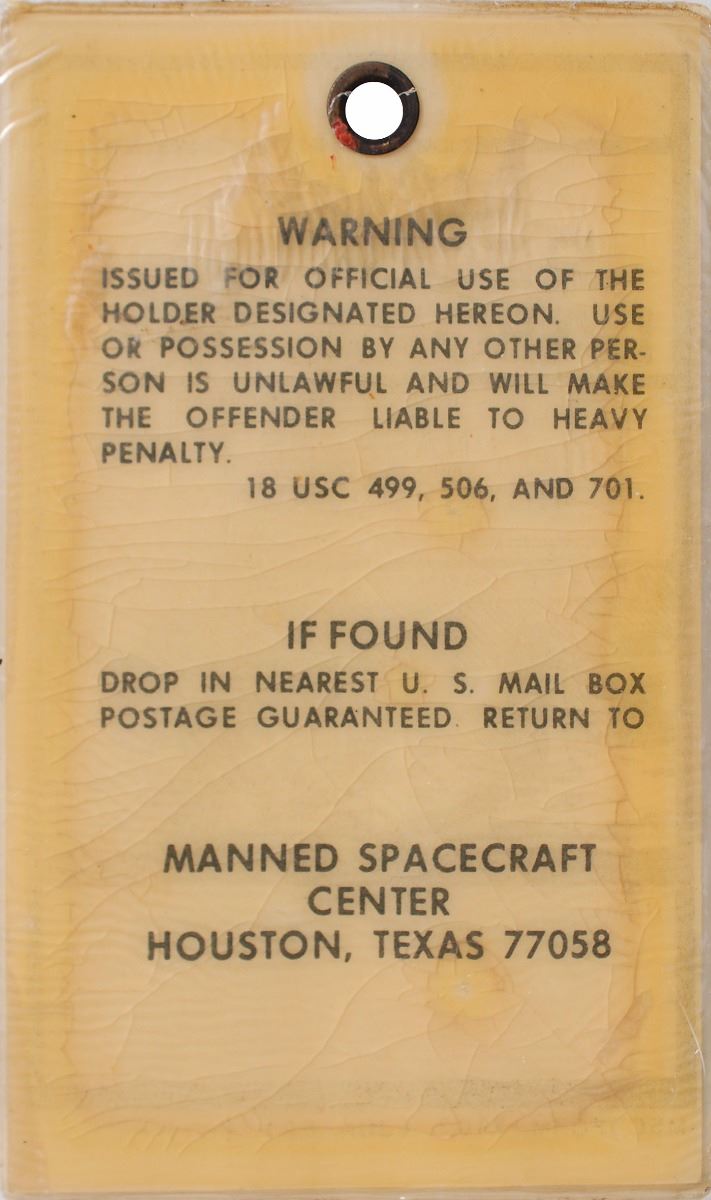 WARNING
ISSUED FOR OFFICIAL USE OF THE
HOLDER DESIGNATED HEREON. USE
OR POSSESSION BY ANY OTHER PER-
SON IS UNLAWFUL AND WILL MAKE
THE OFFENDER LIABLE TO HEAVY
PENALTY.
18 USC 499, 506, AND 701.
IF FOUND
DROP IN NEAREST U. S. MAIL BOX
POSTAGE GUARANTEED. RETURN TO
MANNED SPACECRAFT
CENTER
HOUSTON, TEXAS 77058